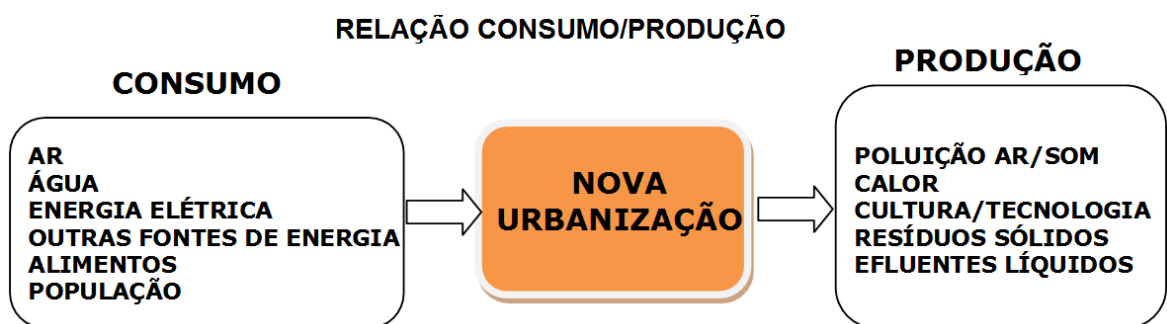 RELAÇÃO CONSUMO/PRODUÇÃO
CONSUMO
AR
ÁGUA
ENERGIA ELÉTRICA
OUTRAS FONTES DE ENERGIA
ALIMENTOS
POPULAÇÃO
NOVA
URBANIZAÇÃO
PRODUÇÃO
POLUIÇÃO AR/SOM
CALOR
CULTURA/TECNOLOGIA
RESÍDUOS SÓLIDOS
EFLUENTES LÍQUIDOS